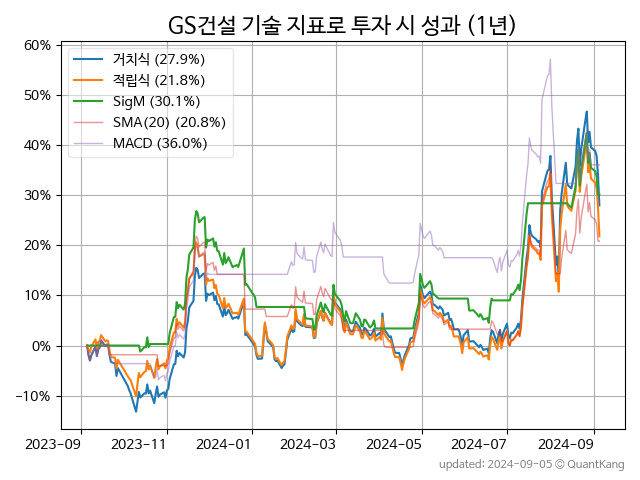 GS건설 기술 지표로 투자 시 성과 (1년)
거치식 (27.9%)
적립식 (21.8%)
SigM (30.1%)
SMA(20) (20.8%)
MACD (36.0%)
60%
50%
40%
30%
20%
10%
0%
−10%
2023-09 2023-11 2024-01 2024-03 2024-05 2024-07 2024-09
updated: 2024-09-05 © QuantKang